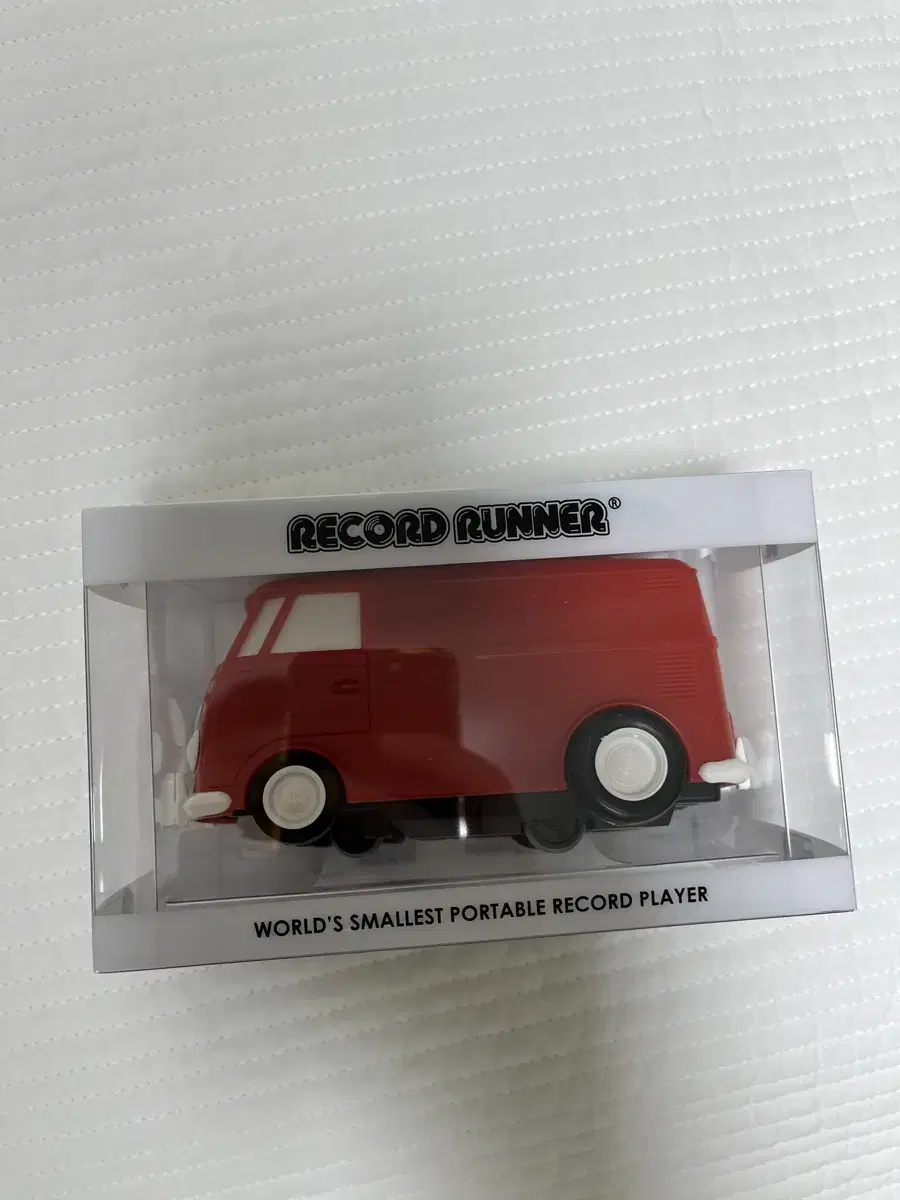 RECORD RUNNER®
WORLD'S SMALLEST PORTABLE RECORD PLAYER